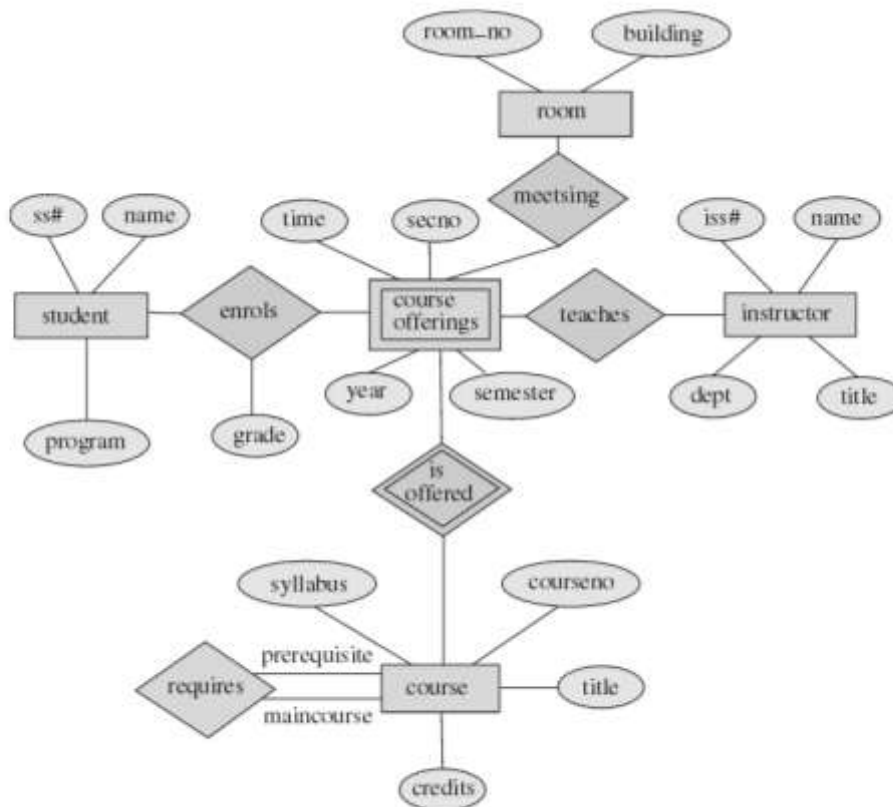 room_no
building
room
meetsing
ss#
name
time
secno
iss#
name
student
enrols
course
offerings
teaches
instructor
year
semester
dept
title
program
grade
is
offered
syllabus
courseno
prerequisite
requires
course
title
maincourse
credits